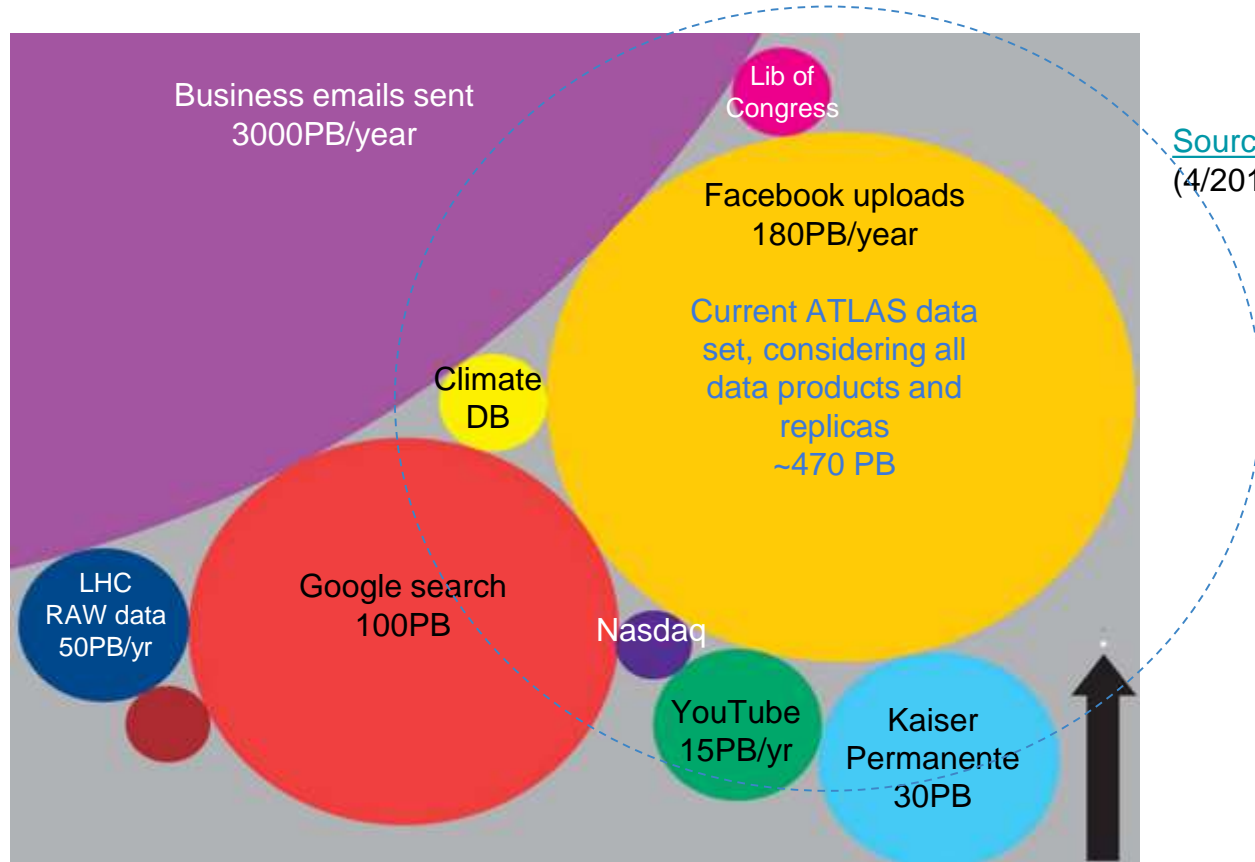 Business emails sent
3000PB/year
Lib of
Congress
(4/201
Facebook uploads
180PB/year
Current ATLAS data
set, considering all
data products and
replicas
~470 PB
Climate
DB
LHC
RAW data
50PB/yr
Google search
100PB
Nasdaq
YouTube
15PB/yr
Kaiser
Permanente
30PB